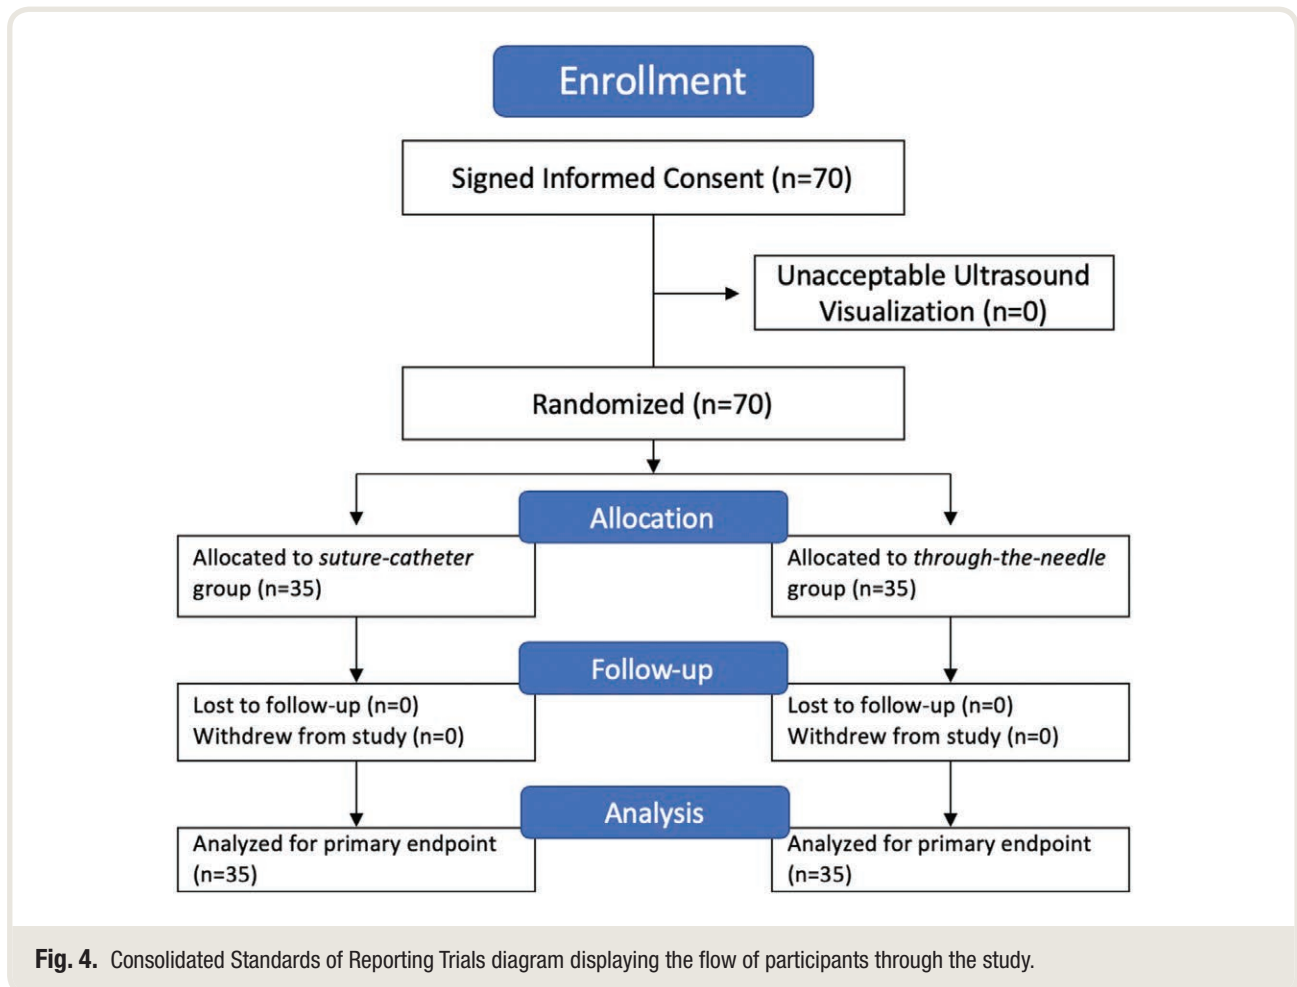 Enrollment
Signed Informed Consent (n=70)
Unacceptable Ultrasound
Visualization (n=0)
Randomized (n=70)
Allocation
Allocated to suture-catheter
group (n=35)
Allocated to through-the-needle
group (n=35)
Follow-up
Lost to follow-up (n=0)
Withdrew from study (n=0)
Lost to follow-up (n=0)
Withdrew from study (n=0)
Analysis
Analyzed for primary endpoint
(n=35)
Analyzed for primary endpoint
(n=35)
Fig. 4. Consolidated Standards of Reporting Trials diagram displaying the flow of participants through the study.